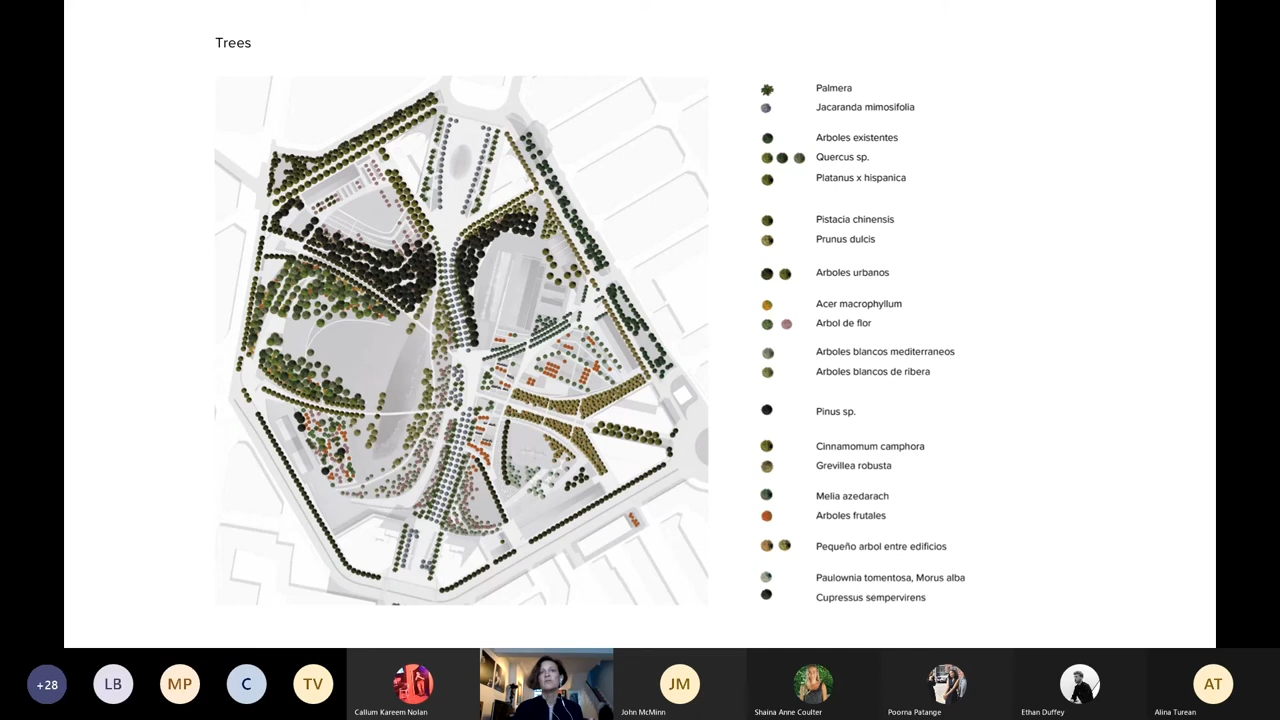 Trees
Palmera
Jacaranda mimosifolia
Arboles existentes
Quercus sp.
Platanus x hispanica
Pistacia chinensis
Prunus dulcis
Arboles urbanos
Acer macrophyllum
Arbol de flor
Arboles blancos mediterraneos
Arboles blancos de ribera
Pinus sp.
Cinnamomum camphora
Grevillea robusta
Melia azedarach
Arboles frutales
Pequeño arbol entre edificios
Paulownia tomentosa, Morus alba
Cupressus sempervirens
+28
LB
MP
C
TV
Callum Kareem Nolan
JM
John McMinn
Shaina Anne Coulter
Poorna Patange
Ethan Duffey
AT
Alina Turean